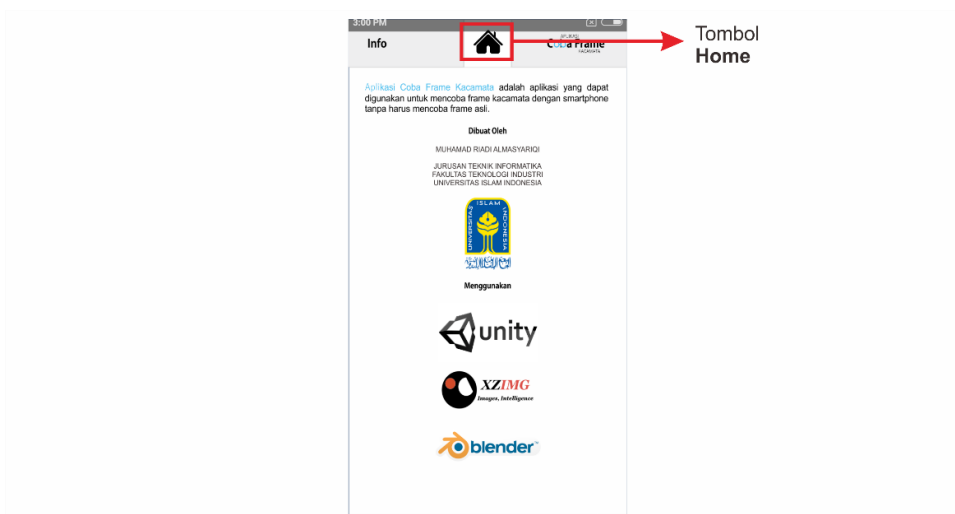 3:00 PM
Info
APLIKASI
Coba Frame
KACAMATA
Tombol
Home
Aplikasi Coba Frame Kacamata adalah aplikasi yang dapat
digunakan untuk mencoba frame kacamata dengan smartphone
tanpa harus mencoba frame asli.
Dibuat Oleh
MUHAMAD RIADI ALMASYARIQI
JURUSAN TEKNIK INFORMATIKA
FAKULTAS TEKNOLOGI INDUSTRI
UNIVERSITAS ISLAM INDONESIA
UNIVERSITAS
ISLAM
INDONESIA
Menggunakan
unity
XZIMG
Images, Intelligence
blender